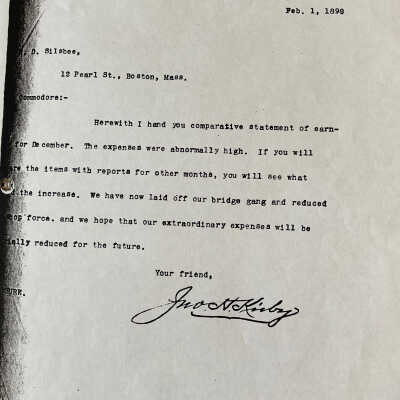 Feb. 1, 1898
D. Silsbee,
12 Pearl St., Boston, Mass.
Commodore:-
Herewith I hand you comparative statement of earn-
for December. The expenses were abnormally high. If you will
the items with reports for other months, you will see what
the increase. We have now laid off our bridge gang and reduced
shop force, and we hope that our extraordinary expenses will be
reduced for the future.
Your friend,
Jno. H. Kirby